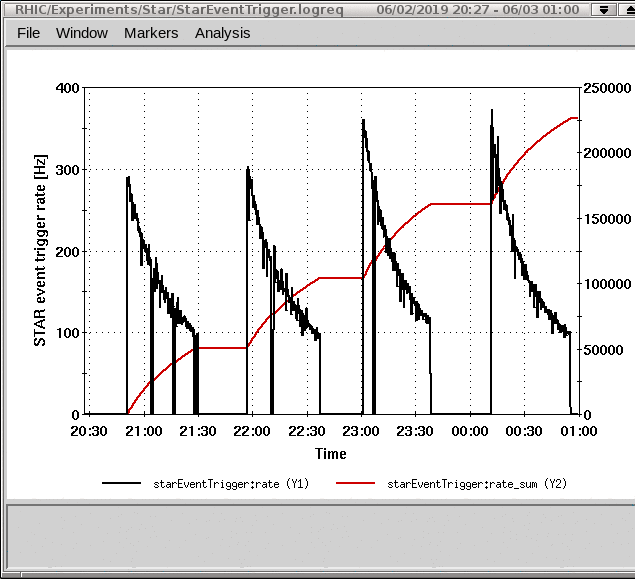 RHIC/Experiments/Star/StarEventTrigger.logreq 06/02/2019 20:27 - 06/03 01:00
File Window Markers Analysis
400 250000
300 200000
200 150000
100 100000
0 50000
0
STAR event trigger rate [Hz]
20:30 21:00 21:30 22:00 22:30 23:00 23:30 00:00 00:30 01:00
Time
starEventTrigger:rate (Y1) starEventTrigger:rate_sum (Y2)